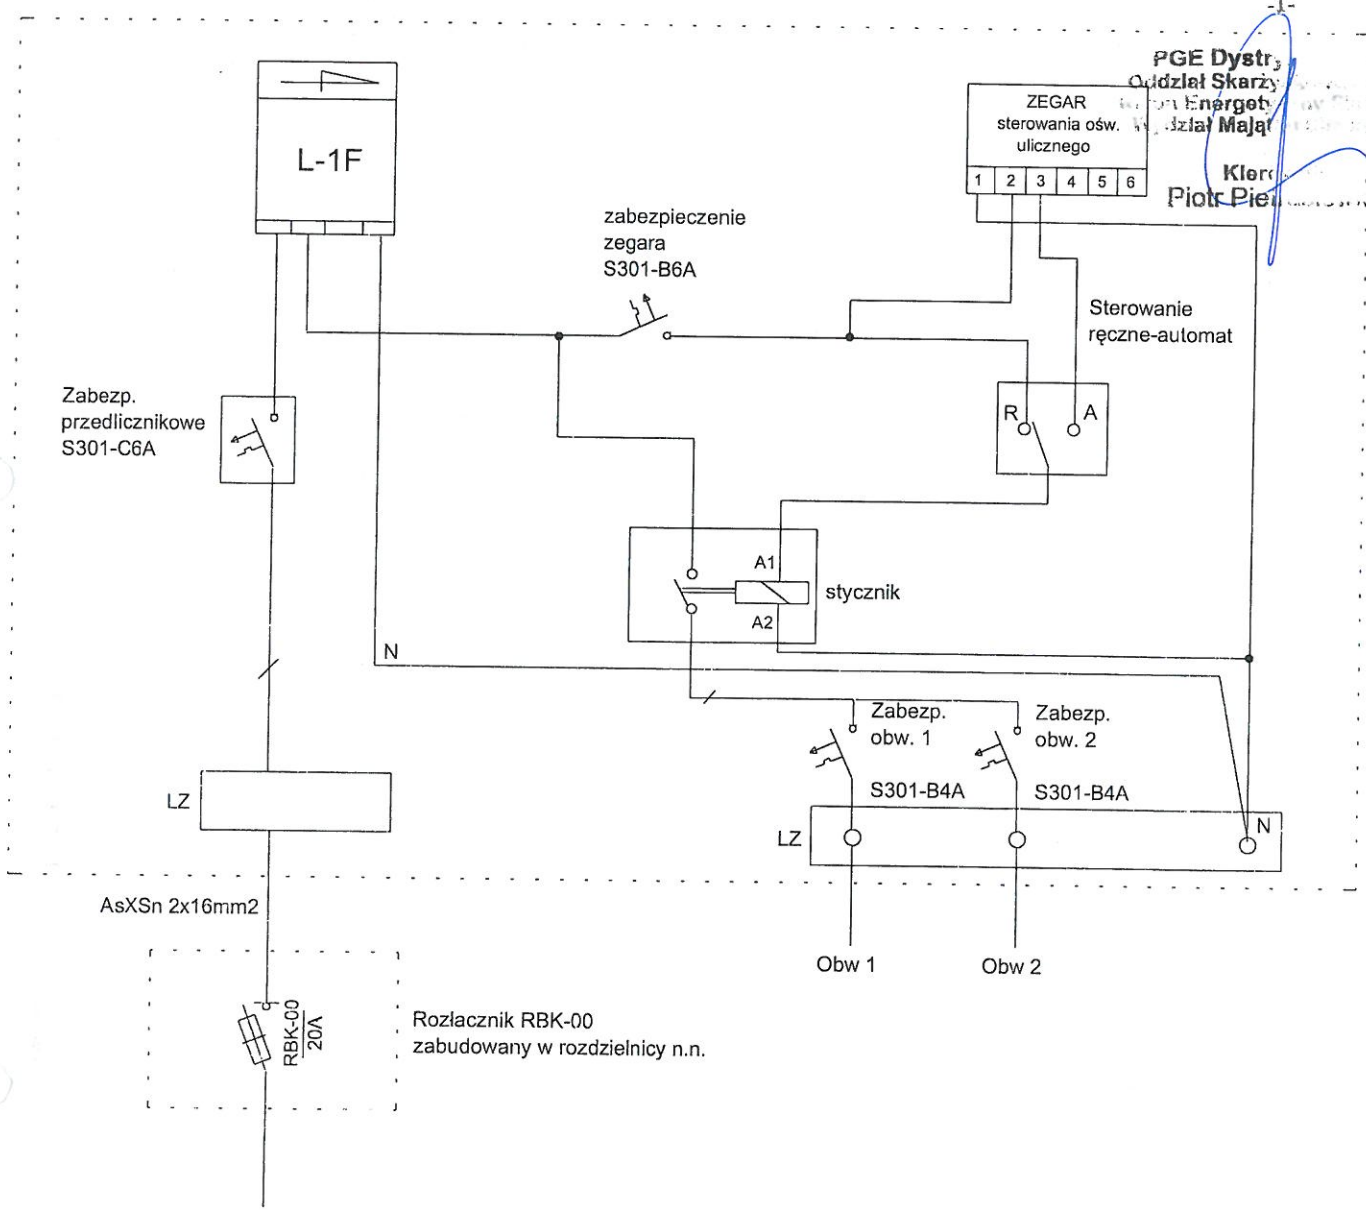 -1-
PGE Dystr
Oddział Skarży
Energety
Wydział Mająt
Kier
Piotr Pie
L-1F
ZEGAR
sterowania ośw.
ulicznego
1 2 3 4 5 6
zabezpieczenie
zegara
S301-B6A
Sterowanie
ręczne-automat
Zabezp.
przedlicznikowe
S301-C6A
R A
A1
stycznik
A2
N
Zabezp.
obw. 1
S301-B4A
Zabezp.
obw. 2
S301-B4A
LZ
LZ
N
AsXSn 2x16mm2
Obw 1
Obw 2
RBK-00
20A
Rozłacznik RBK-00
zabudowany w rozdzielnicy n.n.